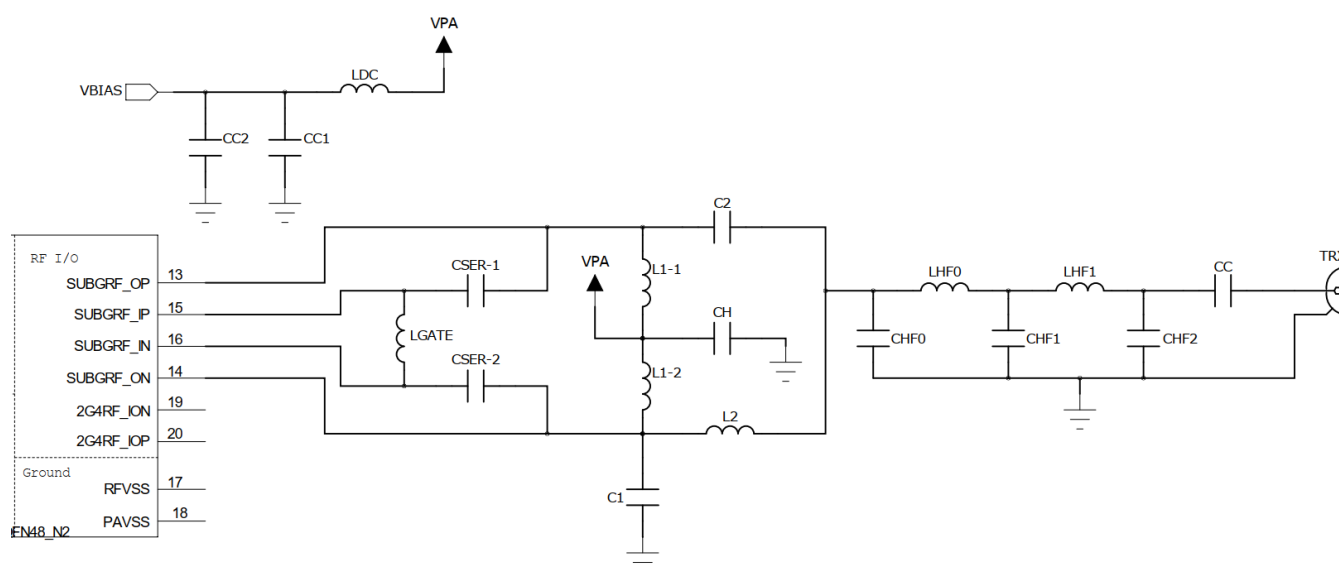 VPA
LDC
VBIAS
CC2
CC1
C2
RF I/O
SUBGRF_OP
13
SUBGRF_IP
15
SUBGRF_IN
16
SUBGRF_ON
14
2G4RF_ION
19
2G4RF_IOP
20
Ground
RFVSS
17
PAVSS
18
FN48_N2
CSER-1
LGATE
CSER-2
VPA
L1-1
CH
L1-2
L2
C1
LHF0
LHF1
CC
TRX
CHF0
CHF1
CHF2